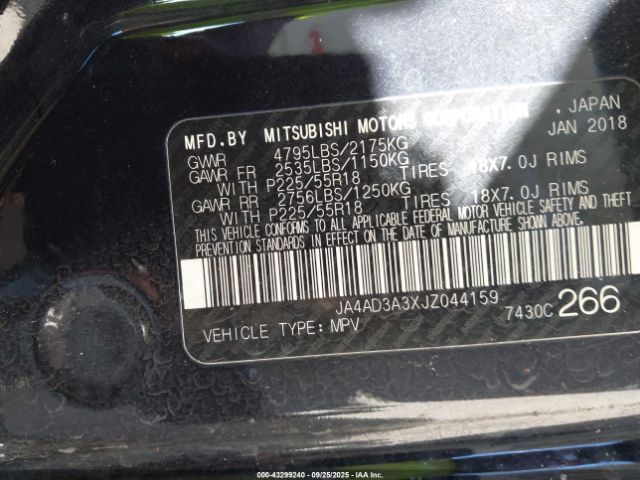 MFD.BY MITSUBISHI MOTORS CORPORATION , JAPAN
JAN 2018
GVWR 4795LBS/2175KG
GAWR FR 2535LBS/1150KG
WITH P225/55R18 TIRES 18X7.0J RIMS
GAWR RR 2756LBS/1250KG
WITH P225/55R18 TIRES 18X7.0J RIMS
THIS VEHICLE CONFORMS TO ALL APPLICABLE FEDERAL MOTOR VEHICLE SAFETY AND THEFT
PREVENTION STANDARDS IN EFFECT ON THE DATE OF MANUFACTURE SHOWN ABOVE.
JA4AD3A3XJZ044159
VEHICLE TYPE: MPV
7430C266
000-43299240 - 09/25/2025 - IAA Inc.